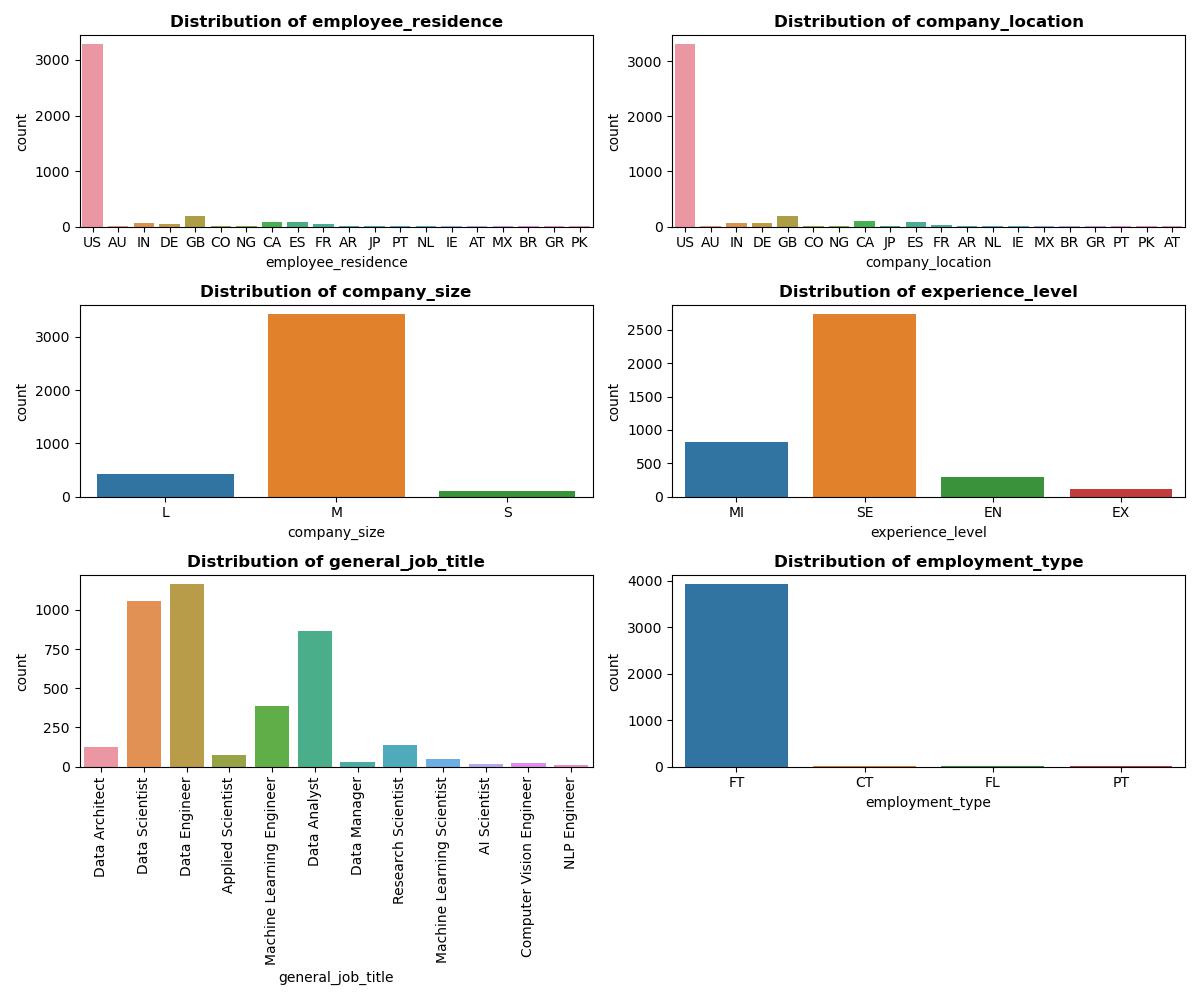 Distribution of employee_residence
count
3000
2000
1000
0
US AU IN DE GB CO NG CA ES FR AR JP PT NL IE AT MX BR GR PK
employee_residence
Distribution of company_location
count
3000
2000
1000
0
US AU IN DE GB CO NG CA JP ES FR AR NL IE MX BR GR PT PK AT
company_location
Distribution of company_size
count
3000
2000
1000
0
L M S
company_size
Distribution of experience_level
count
2500
2000
1500
1000
500
0
MI SE EN EX
experience_level
Distribution of general_job_title
count
1000
750
500
250
0
Data Architect
Data Scientist
Data Engineer
Applied Scientist
Machine Learning Engineer
Data Analyst
Data Manager
Research Scientist
Machine Learning Scientist
AI Scientist
Computer Vision Engineer
NLP Engineer
general_job_title
Distribution of employment_type
count
4000
3000
2000
1000
0
FT CT FL PT
employment_type